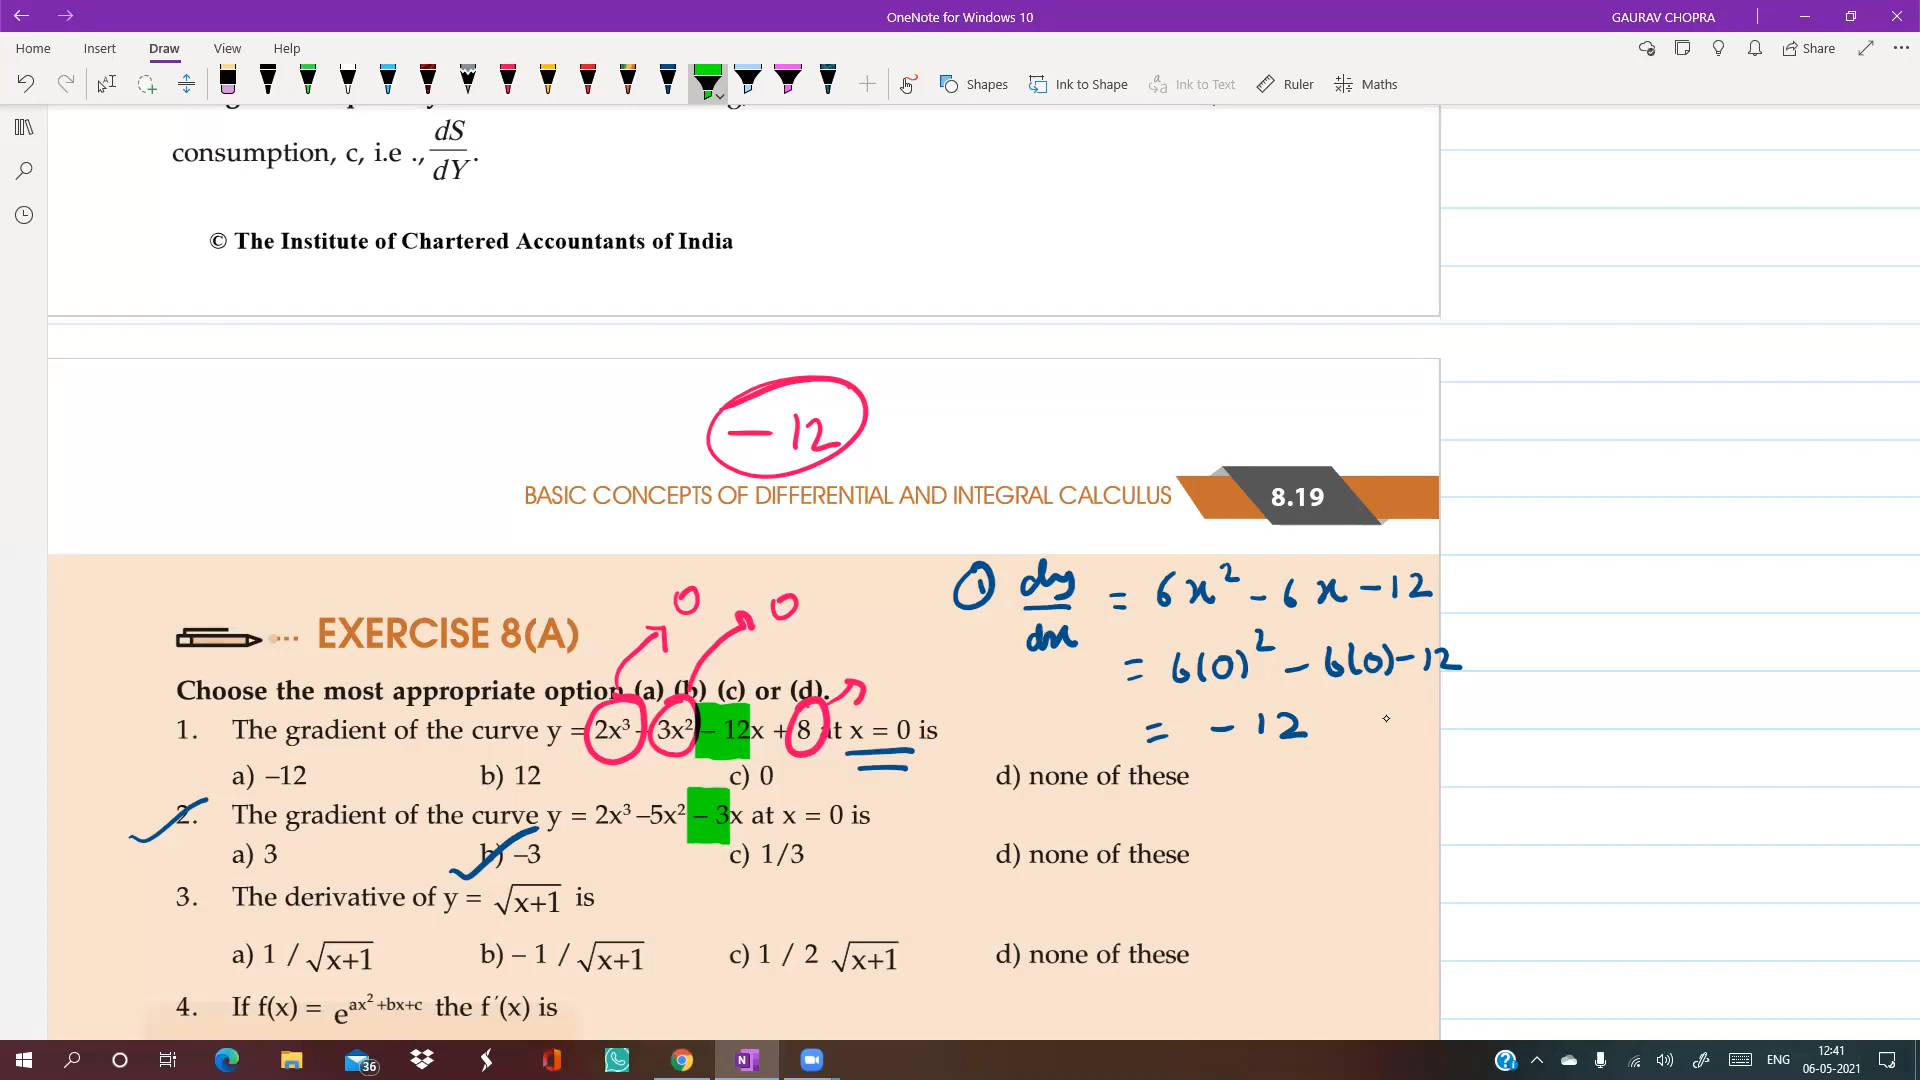 OneNote for Windows 10
GAURAV CHOPRA
Home Insert Draw View Help
Share
Shapes Ink to Shape Ink to Text Ruler Maths
consumption, c, i.e ., dS/dY.
© The Institute of Chartered Accountants of India
– 12
BASIC CONCEPTS OF DIFFERENTIAL AND INTEGRAL CALCULUS 8.19
① dy/dx = 6x² – 6x – 12
= 6(0)² – 6(0) – 12
= – 12
0 0
EXERCISE 8(A)
Choose the most appropriate option (a) (b) (c) or (d).
1. The gradient of the curve y = 2x³ – 3x² – 12x + 8 at x = 0 is
a) –12 b) 12 c) 0 d) none of these
2. The gradient of the curve y = 2x³ –5x² – 3x at x = 0 is
a) 3 b) –3 c) 1/3 d) none of these
3. The derivative of y = √x+1 is
a) 1 / √x+1 b) – 1 / √x+1 c) 1 / 2 √x+1 d) none of these
4. If f(x) = e^ax²+bx+c the f´(x) is
36
ENG
12:41
06-05-2021